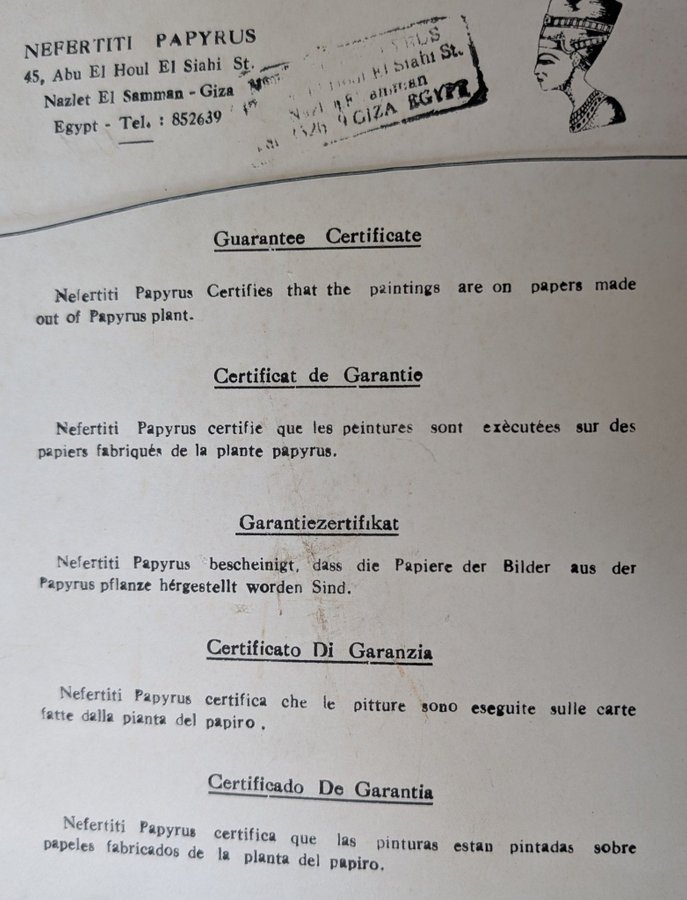 NEFERTITI PAPYRUS
45, Abu El Houl El Siahi St.
Nazlet El Samman - Giza
Egypt - Tel. : 852639
El Siahi St.
GIZA EGYPT
Guarantee Certificate
Nefertiti Papyrus Certifies that the paintings are on papers made
out of Papyrus plant.
Certificat de Garantie
Nefertiti Papyrus certifie que les peintures sont exècutées sur des
papiers fabriqués de la plante papyrus.
Garantiezertifikat
Nefertiti Papyrus bescheinigt, dass die Papiere der Bilder aus der
Papyrus pflanze hérgestellt worden Sind.
Certificato Di Garanzia
Nefertiti Papyrus certifica che le pitture sono eseguite sulle carte
fatte dalla pianta del papiro .
Certificado De Garantia
Nefertiti Papyrus certifica que las pinturas estan pintadas sobre
papeles fabricados de la planta del papiro.